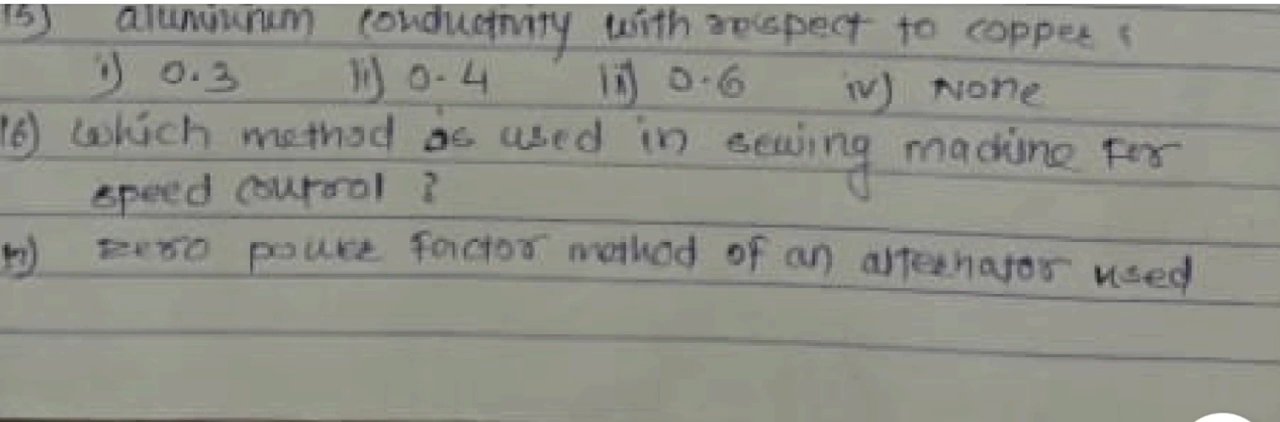 15) aluminum conductivity with respect to copper
i) 0.3 ii) 0.4 iii) 0.6 iv) None
16) which method is used in sewing machine for
speed control ?
zero power factor method of an alternator used